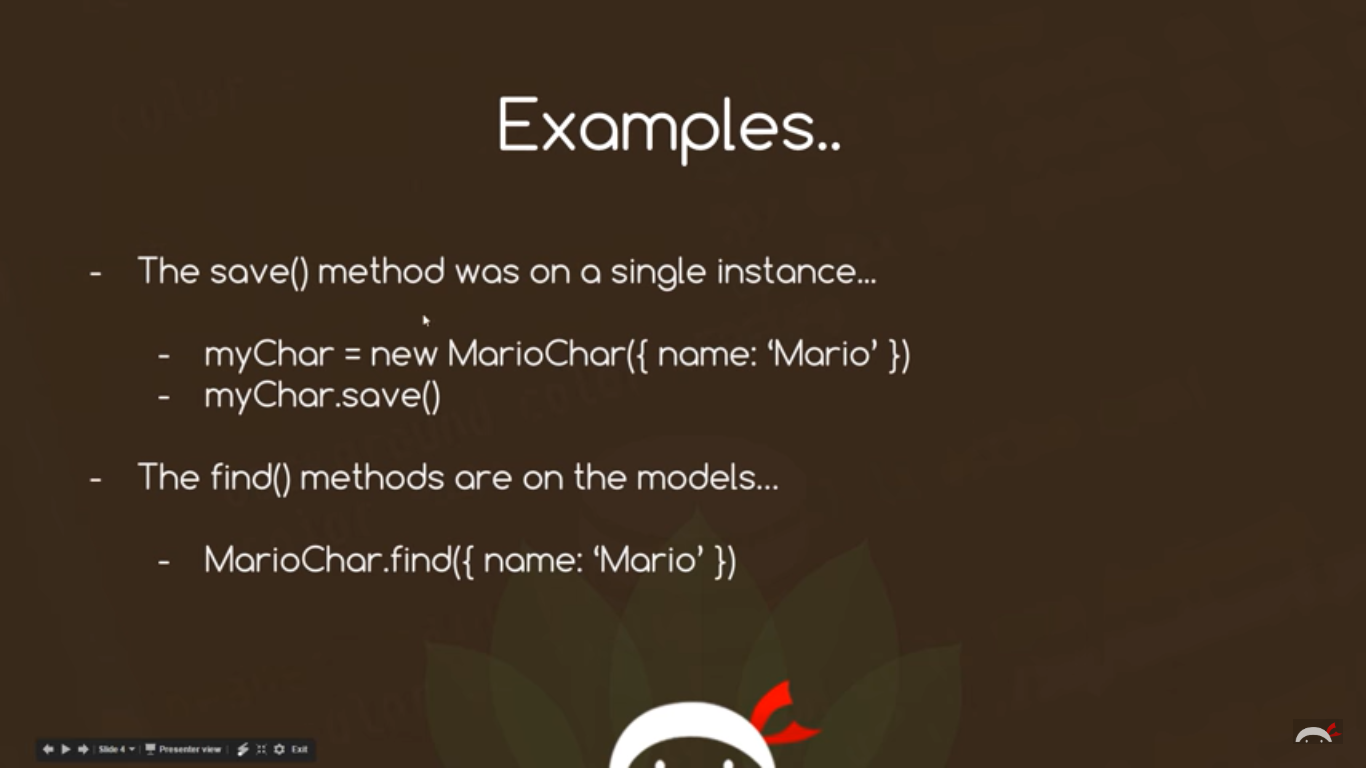 Examples..
- The save() method was on a single instance...
- myChar = new MarioChar({ name: ‘Mario’ })
- myChar.save()
- The find() methods are on the models...
- MarioChar.find({ name: ‘Mario’ })
Slide 4 Presenter view Exit